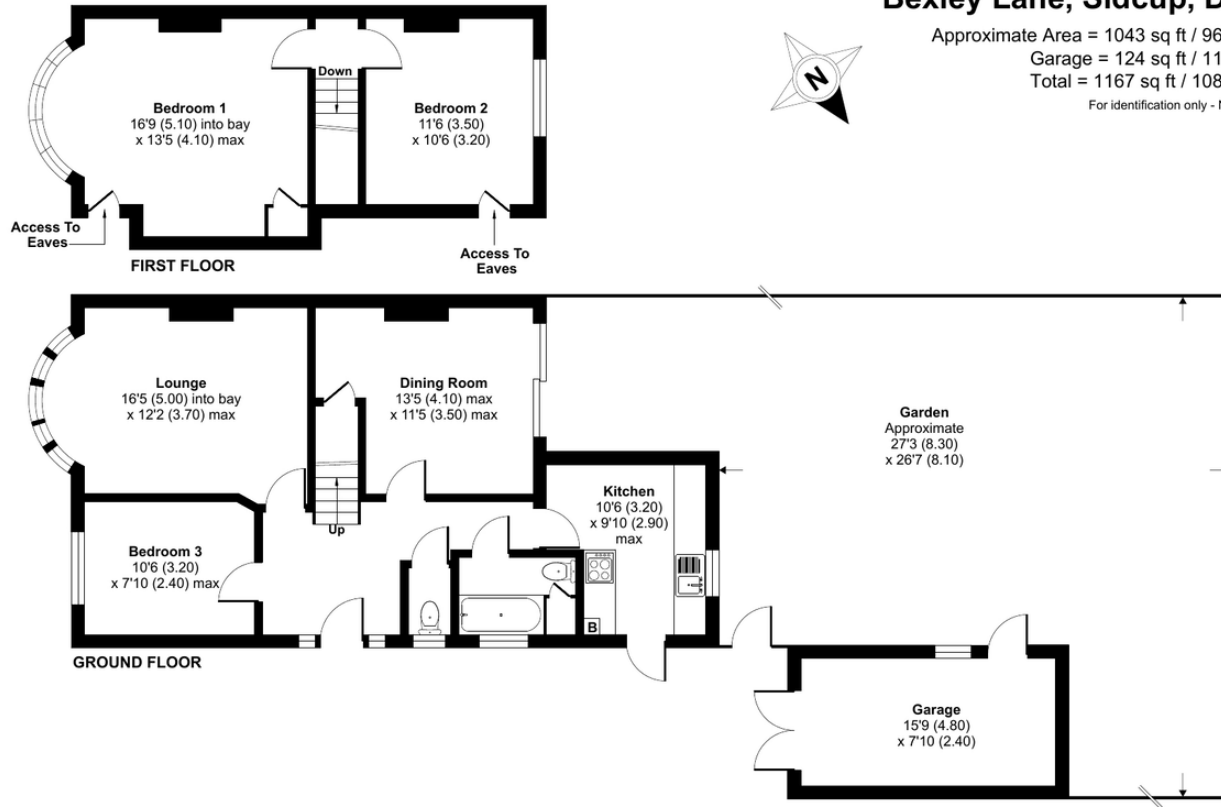 Bexley Lane, Sidcup, D
Approximate Area = 1043 sq ft / 96
Garage = 124 sq ft / 11
Total = 1167 sq ft / 108
For identification only - N
N
Down
Bedroom 1
16'9 (5.10) into bay
x 13'5 (4.10) max
Bedroom 2
11'6 (3.50)
x 10'6 (3.20)
Access To
Eaves
Access To
Eaves
FIRST FLOOR
Lounge
16'5 (5.00) into bay
x 12'2 (3.70) max
Dining Room
13'5 (4.10) max
x 11'5 (3.50) max
Garden
Approximate
27'3 (8.30)
x 26'7 (8.10)
Kitchen
10'6 (3.20)
x 9'10 (2.90)
max
Up
Bedroom 3
10'6 (3.20)
x 7'10 (2.40) max
B
GROUND FLOOR
Garage
15'9 (4.80)
x 7'10 (2.40)